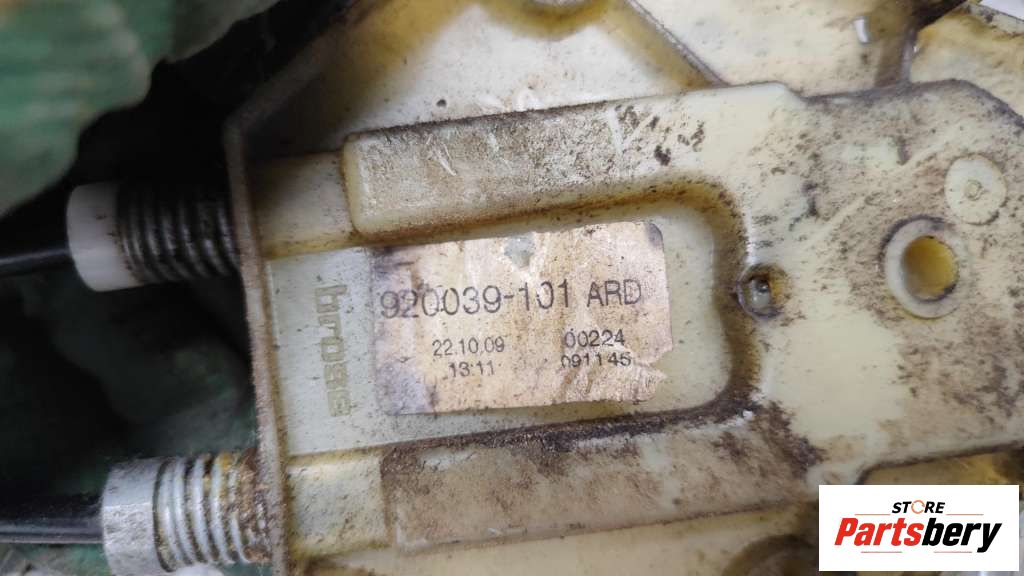 920039-101 ARD
22.10.09 00224
13:11 091145
brose
STORE
Partsbery